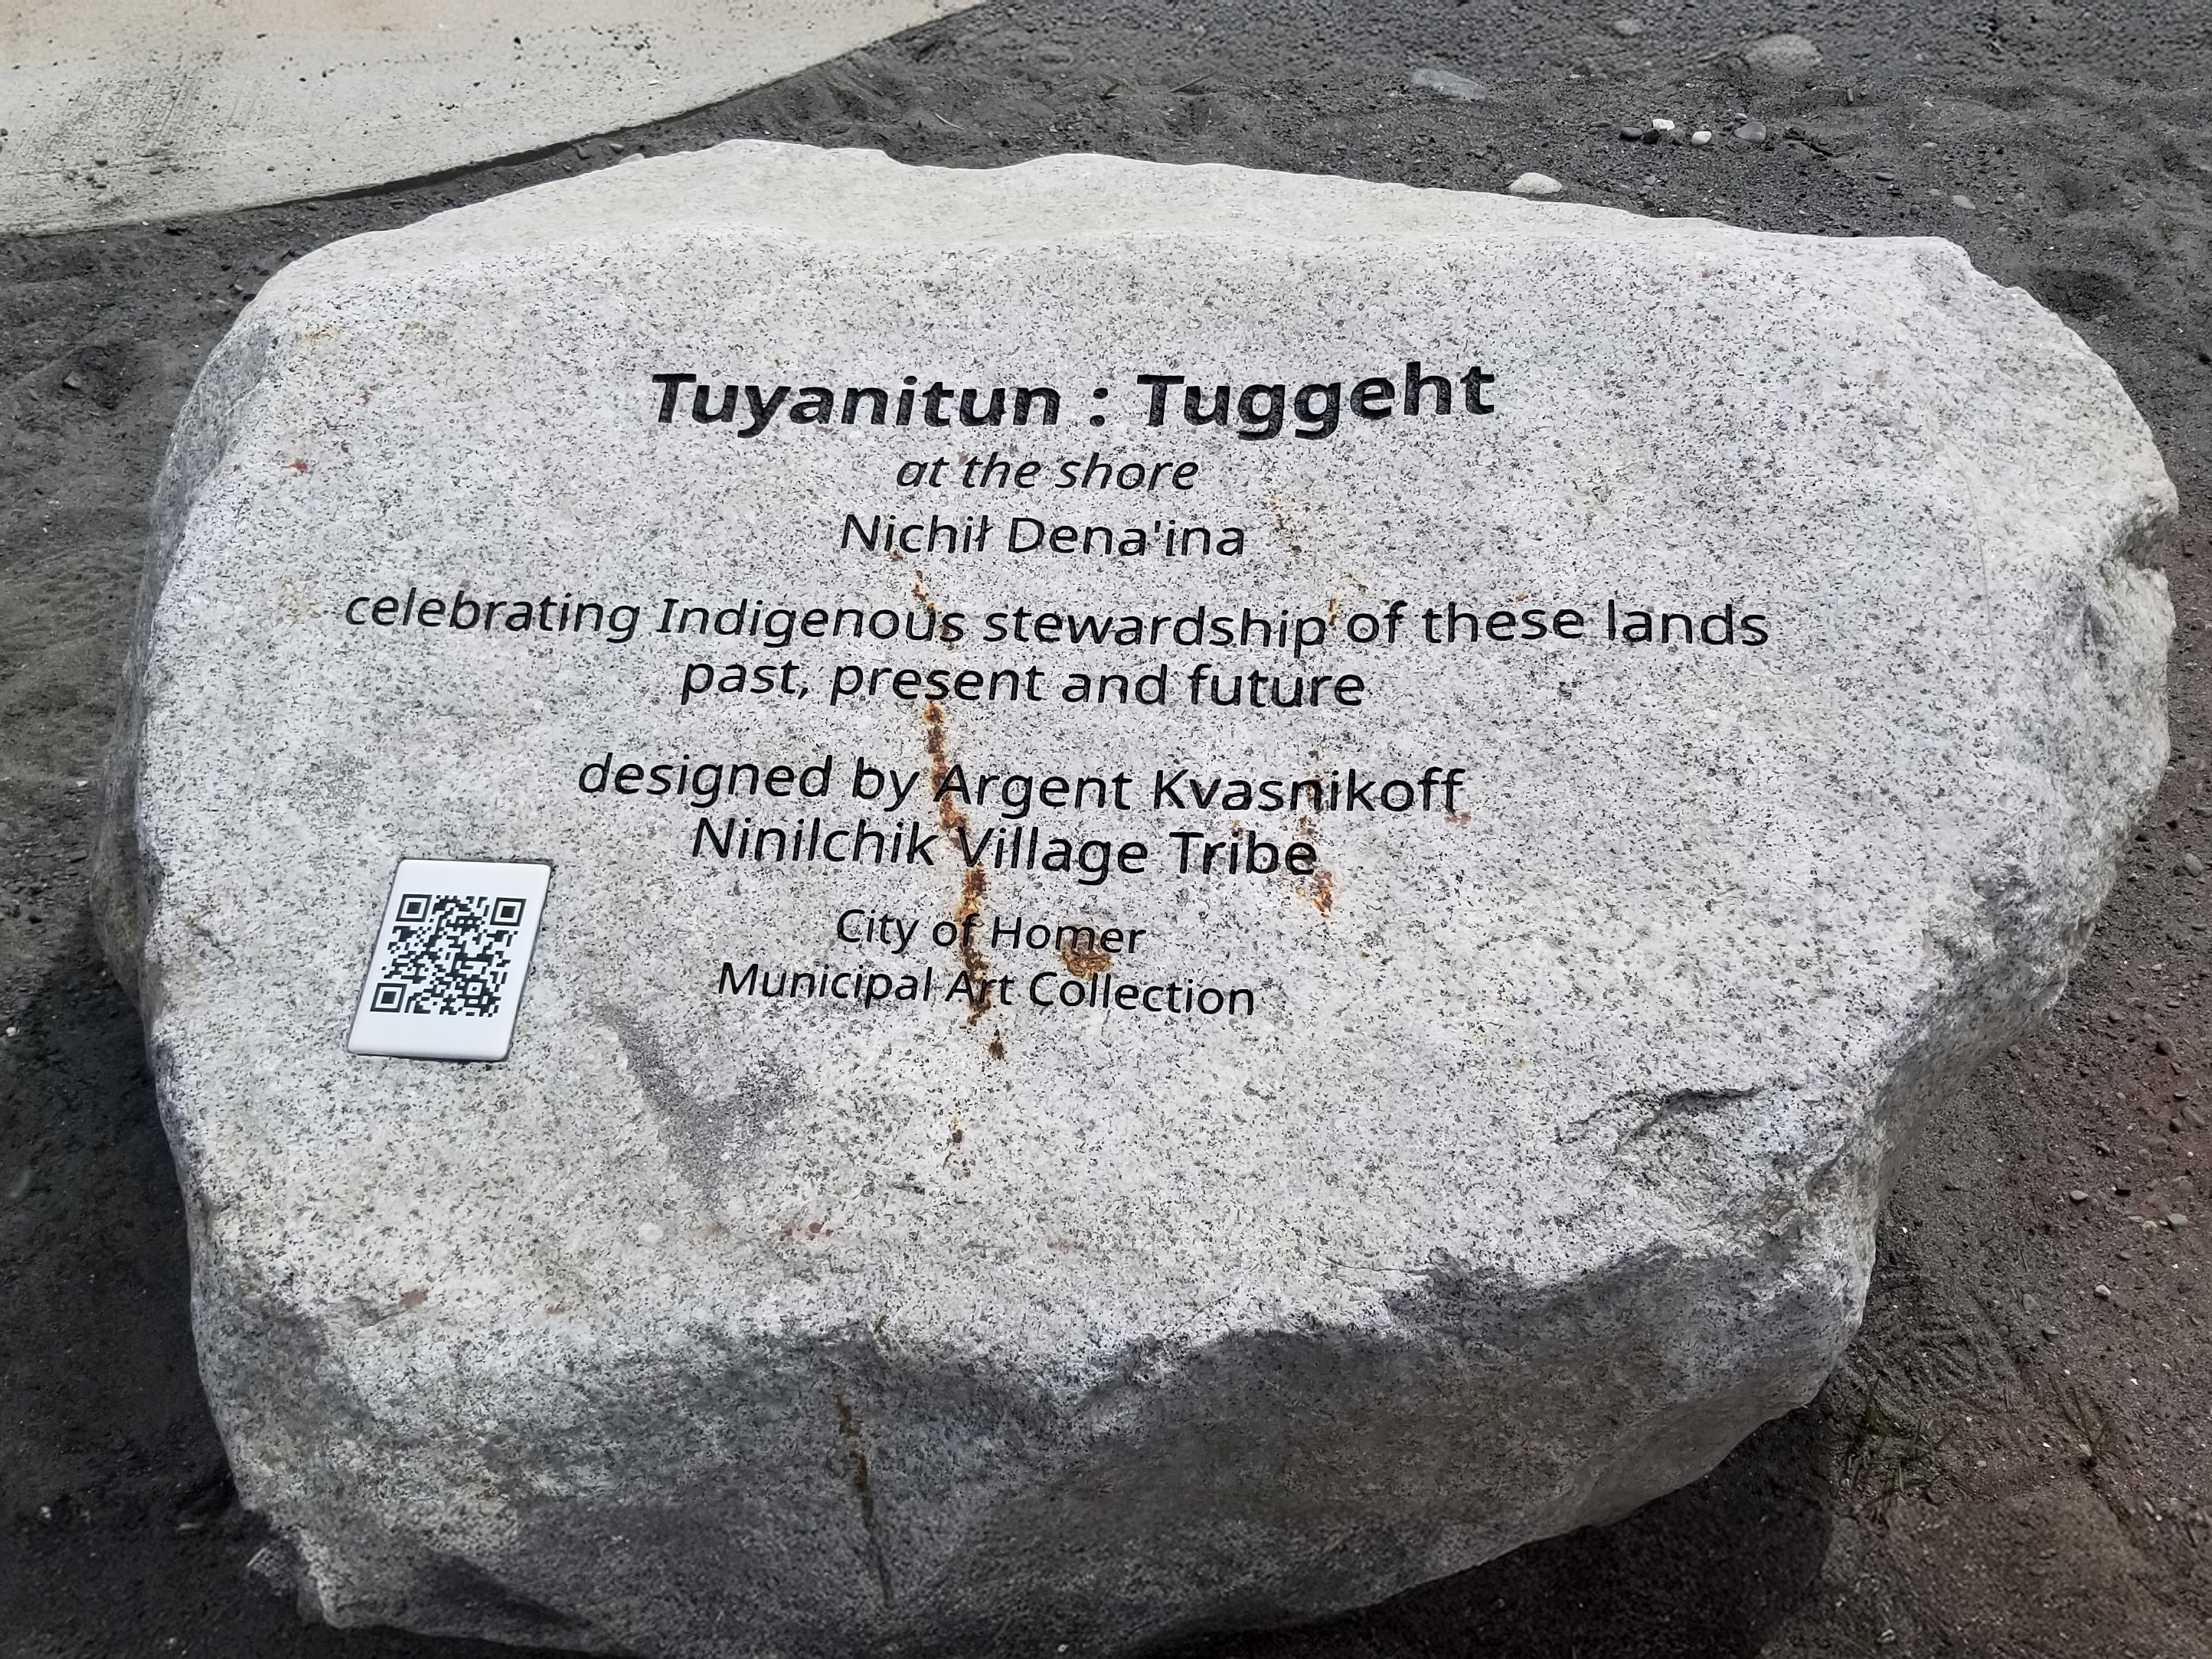 Tuyanitun : Tuggeht
at the shore
Nichił Dena'ina
celebrating Indigenous stewardship of these lands
past, present and future
designed by Argent Kvasnikoff
Ninilchik Village Tribe
City of Homer
Municipal Art Collection